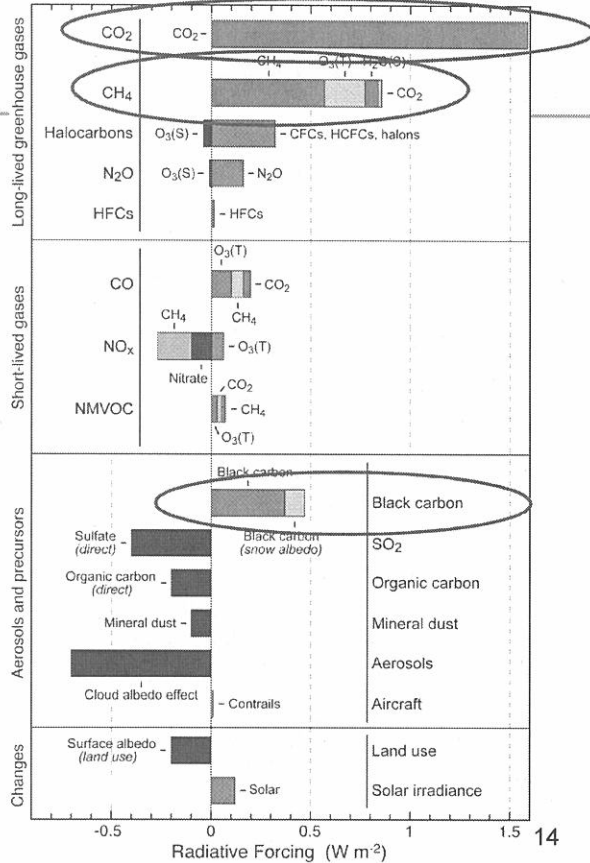 Long-lived greenhouse gases
CO₂ CO₂
CH₄ CH₄ O₃(T) H₂O(S) CO₂
Halocarbons O₃(S) CFCs, HCFCs, halons
N₂O O₃(S) N₂O
HFCs HFCs
Short-lived gases
O₃(T)
CO CO₂
CH₄
CH₄
NOₓ O₃(T)
Nitrate
CO₂
NMVOC CH₄
O₃(T)
Aerosols and precursors
Black carbon
Black carbon
Sulfate
(direct)
Black carbon
(snow albedo)
SO₂
Organic carbon
(direct)
Organic carbon
Mineral dust Mineral dust
Aerosols
Cloud albedo effect
Contrails Aircraft
Changes
Surface albedo
(land use)
Land use
Solar Solar irradiance
-0.5 0 0.5 1 1.5
Radiative Forcing (W m⁻²)
14